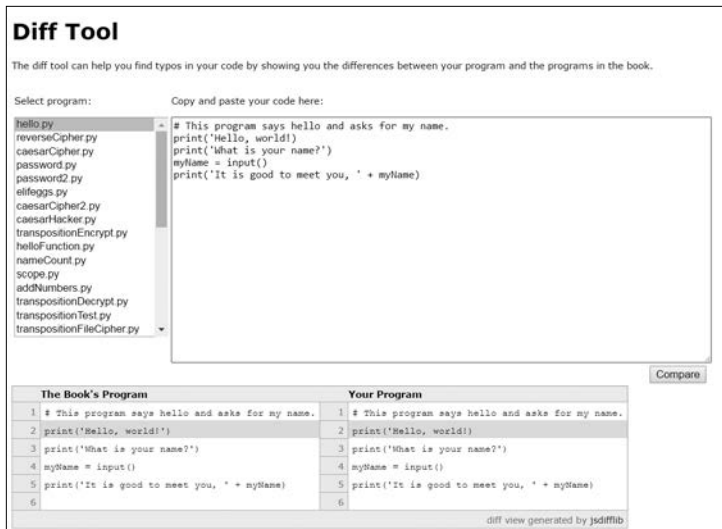 Diff Tool
The diff tool can help you find typos in your code by showing you the differences between your program and the programs in the book.
Select program:
Copy and paste your code here:
hello.py
reverseCipher.py
caesarCipher.py
password.py
password2.py
elifeggs.py
caesarCipher2.py
caesarHacker.py
transpositionEncrypt.py
helloFunction.py
nameCount.py
scope.py
addNumbers.py
transpositionDecrypt.py
transpositionTest.py
transpositionFileCipher.py
# This program says hello and asks for my name.
print('Hello, world!)
print('What is your name?')
myName = input()
print('It is good to meet you, ' + myName)
Compare
The Book's Program
1 # This program says hello and asks for my name.
2 print('Hello, world!')
3 print('What is your name?')
4 myName = input()
5 print('It is good to meet you, ' + myName)
6
Your Program
1 # This program says hello and asks for my name.
2 print('Hello, world!)
3 print('What is your name?')
4 myName = input()
5 print('It is good to meet you, ' + myName)
6
diff view generated by jsdifflib